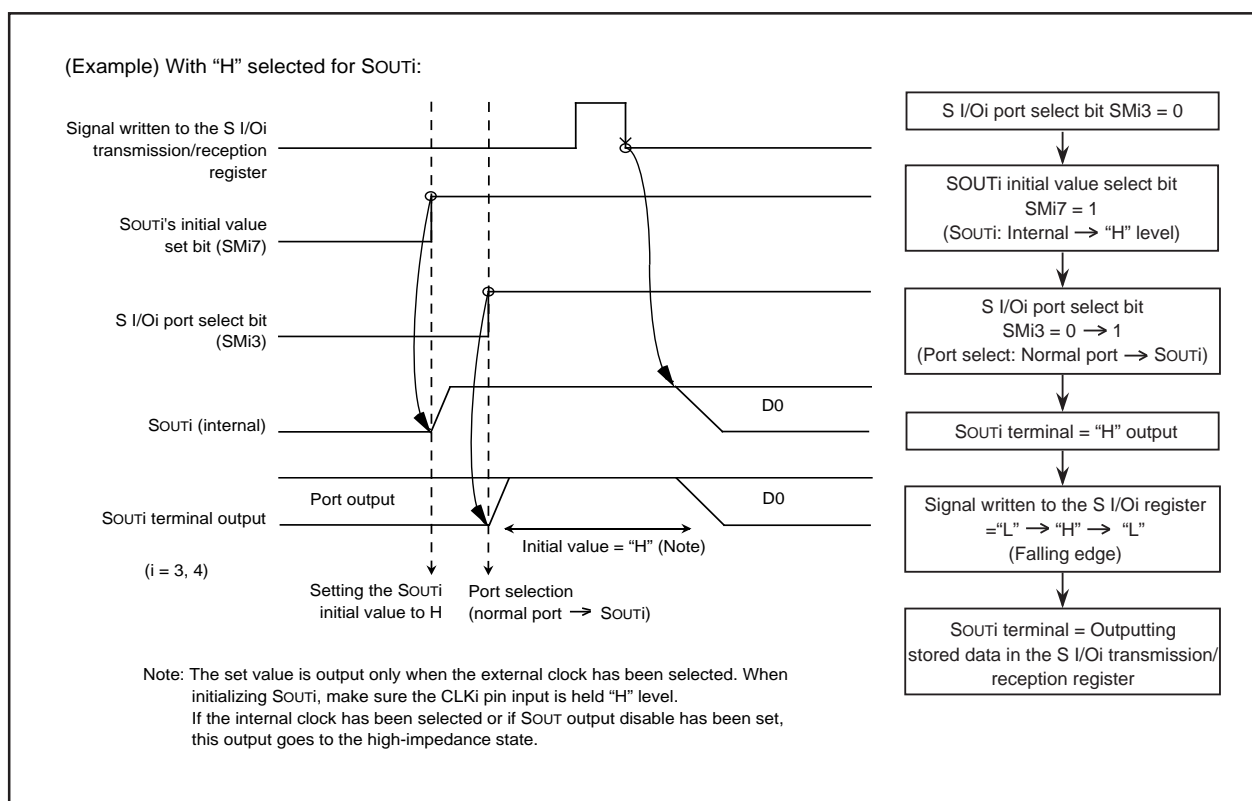 (Example) With “H” selected for SOUTi:
Signal written to the S I/Oi
transmission/reception
register
SOUTi's initial value
set bit (SMi7)
S I/Oi port select bit
(SMi3)
SOUTi (internal)
D0
Port output
D0
SOUTi terminal output
Initial value = “H” (Note)
(i = 3, 4)
Setting the SOUTi
initial value to H
Port selection
(normal port → SOUTi)
Note: The set value is output only when the external clock has been selected. When
initializing SOUTi, make sure the CLKi pin input is held “H” level.
If the internal clock has been selected or if SOUT output disable has been set,
this output goes to the high-impedance state.
S I/Oi port select bit SMi3 = 0
SOUTi initial value select bit
SMi7 = 1
(SOUTi: Internal → “H” level)
S I/Oi port select bit
SMi3 = 0 → 1
(Port select: Normal port → SOUTi)
SOUTi terminal = “H” output
Signal written to the S I/Oi register
=“L” → “H” → “L”
(Falling edge)
SOUTi terminal = Outputting
stored data in the S I/Oi transmission/
reception register